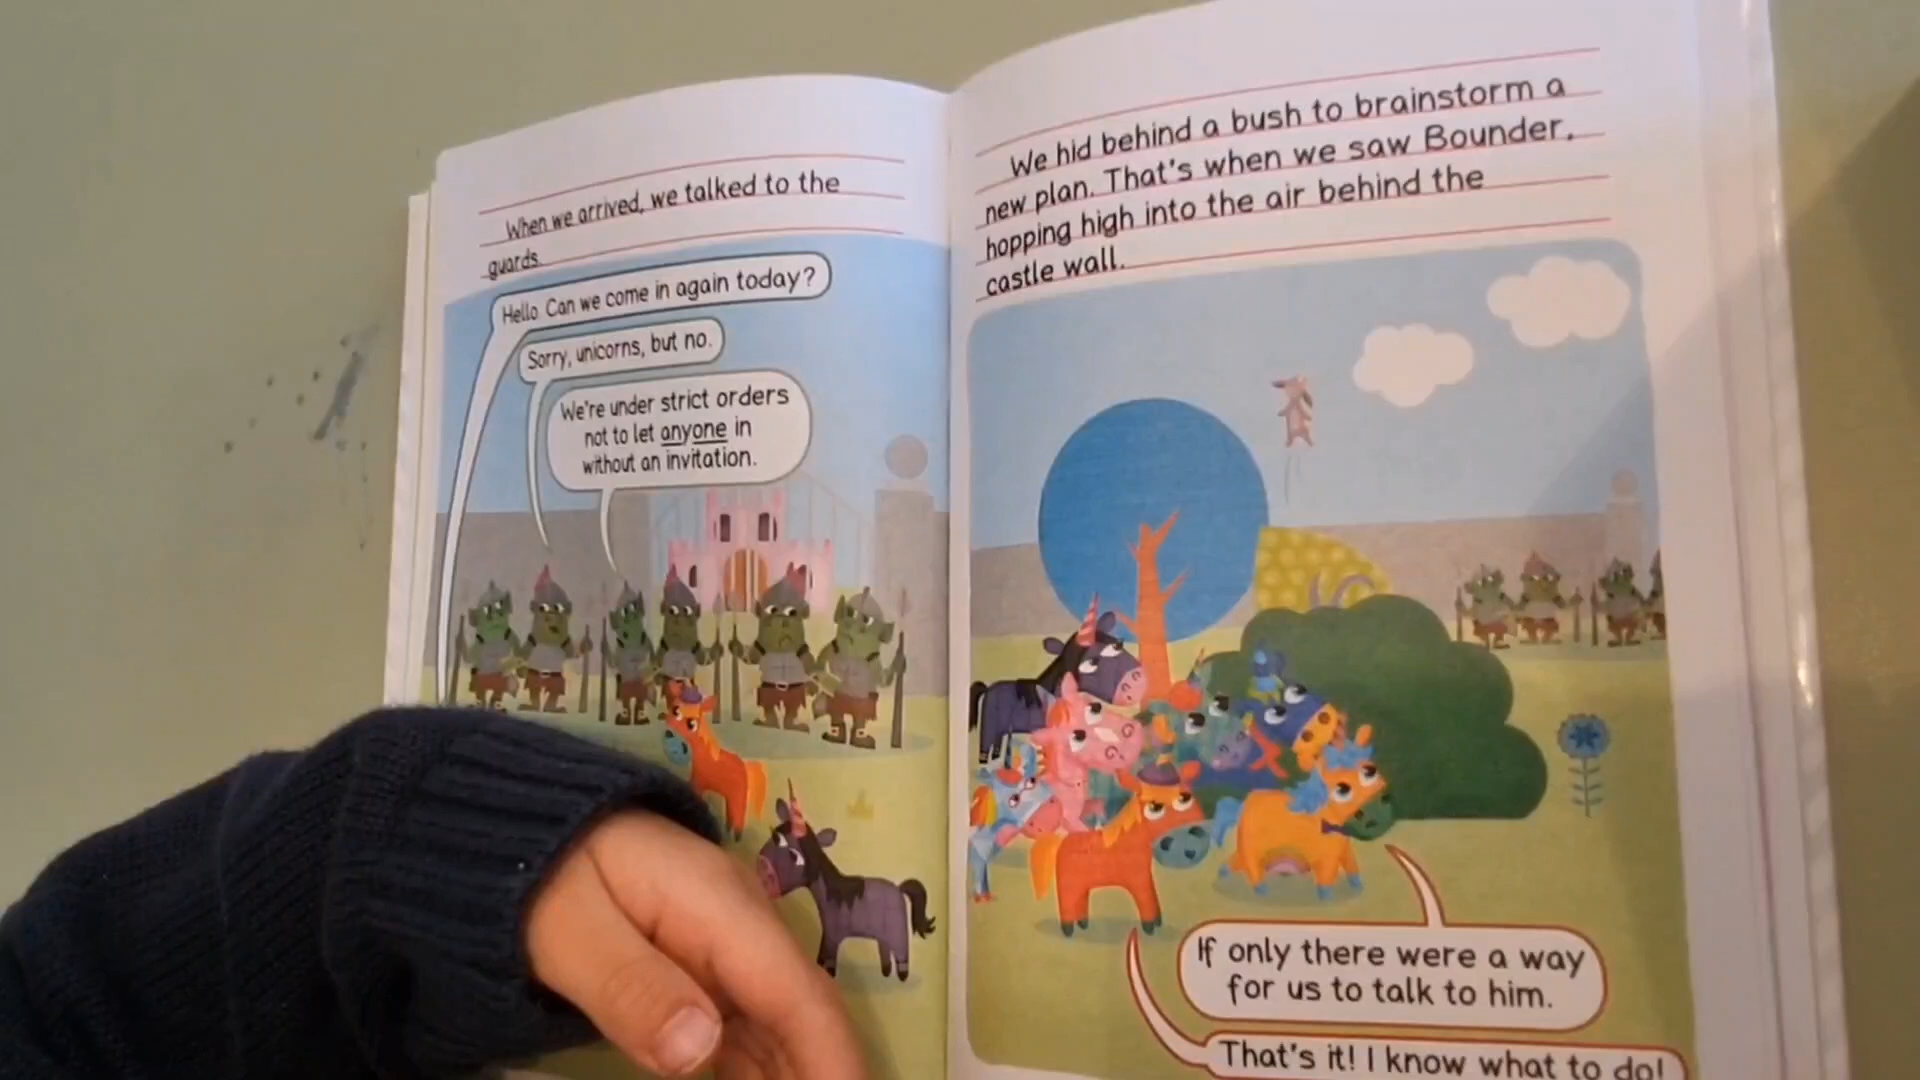 When we arrived, we talked to the
guards.
Hello. Can we come in again today?
Sorry, unicorns, but no.
We're under strict orders
not to let anyone in
without an invitation.
We hid behind a bush to brainstorm a
new plan. That's when we saw Bounder,
hopping high into the air behind the
castle wall.
If only there were a way
for us to talk to him.
That's it! I know what to do!